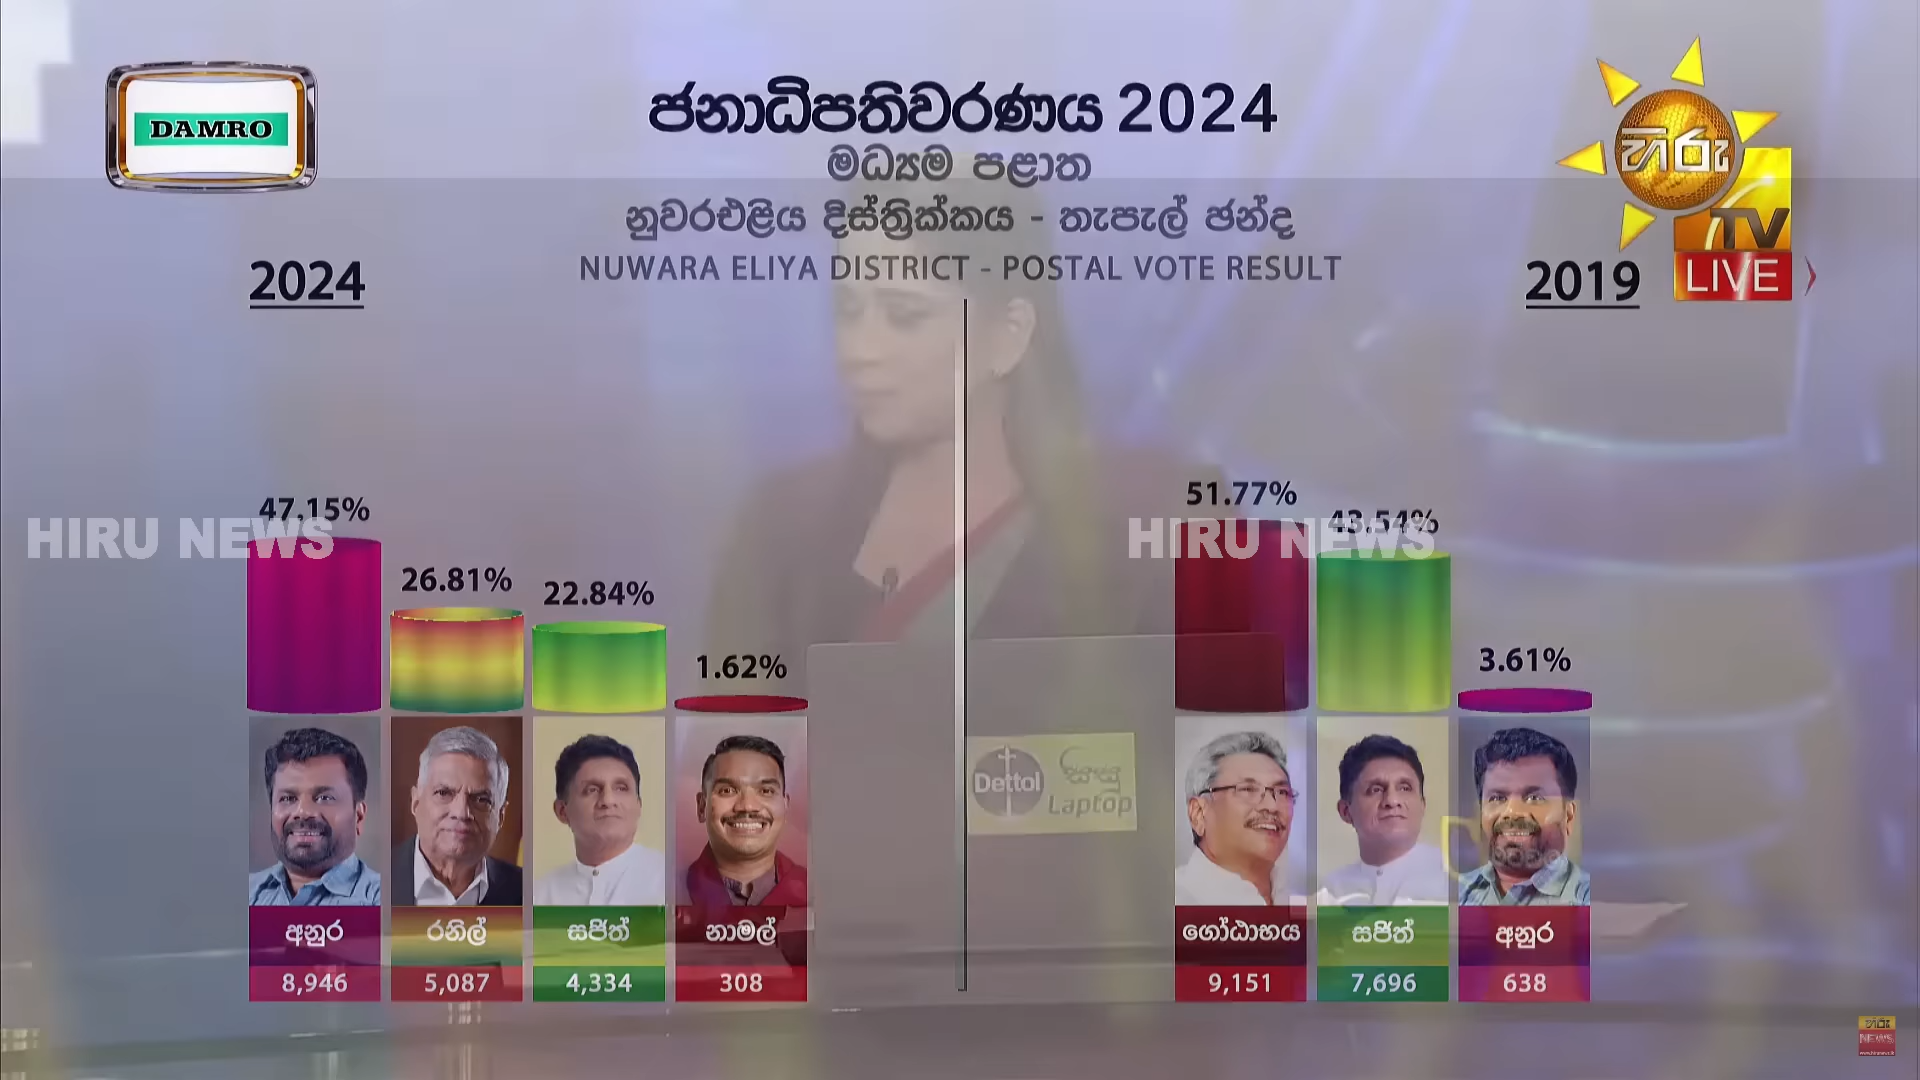 DAMRO
ජනාධිපතිවරණය 2024
මධ්‍යම පළාත
නුවරඑළිය දිස්ත්‍රික්කය - තැපැල් ඡන්ද
NUWARA ELIYA DISTRICT - POSTAL VOTE RESULT
හිරු
TV
LIVE
2024
2019
47.15%
26.81%
22.84%
1.62%
51.77%
43.54%
3.61%
HIRU NEWS
HIRU NEWS
Dettol
Laptop
අනුර
රනිල්
සජිත්
නාමල්
ගෝඨාභය
සජිත්
අනුර
8,946
5,087
4,334
308
9,151
7,696
638
හිරු
NEWS